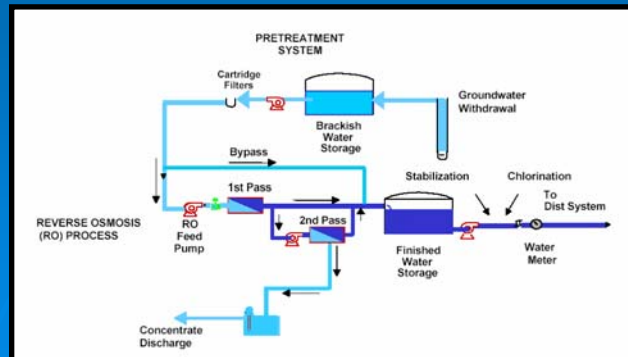 PRETREATMENT
SYSTEM
Cartridge
Filters
Groundwater
Withdrawal
Brackish
Water
Storage
Bypass
1st Pass
Stabilization
Chlorination
To
Dist System
REVERSE OSMOSIS
(RO) PROCESS
RO
Feed
Pump
2nd Pass
Finished
Water
Storage
Water
Meter
Concentrate
Discharge